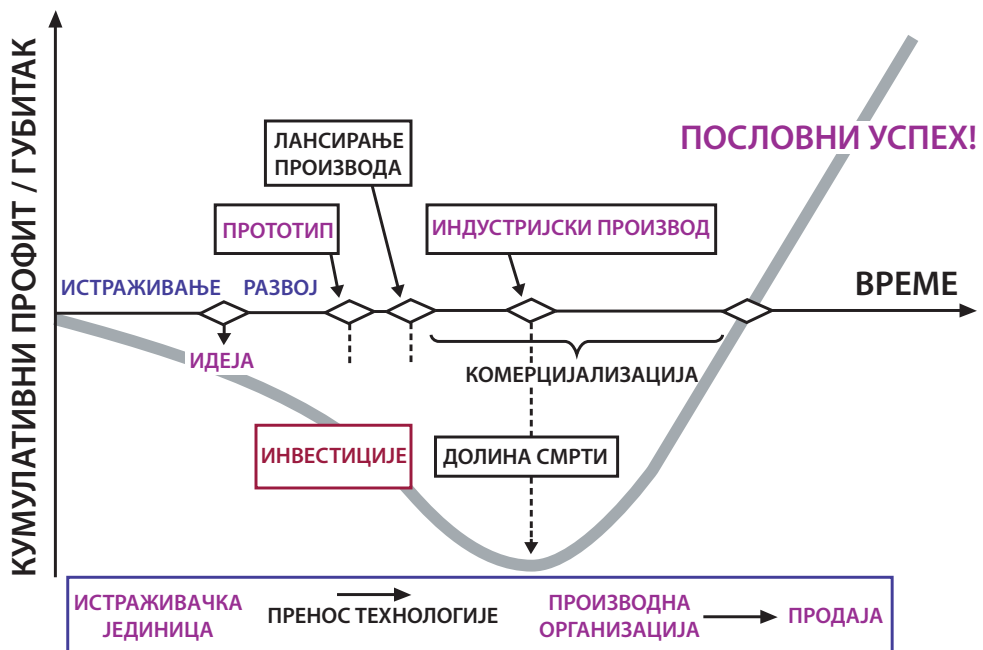 КУМУЛАТИВНИ ПРОФИТ / ГУБИТАК
ПОСЛОВНИ УСПЕХ!
ЛАНСИРАЊЕ
ПРОИЗВОДА
ПРОТОТИП
ИНДУСТРИЈСКИ ПРОИЗВОД
ИСТРАЖИВАЊЕ
РАЗВОЈ
ВРЕМЕ
ИДЕЈА
КОМЕРЦИЈАЛИЗАЦИЈА
ИНВЕСТИЦИЈЕ
ДОЛИНА СМРТИ
ИСТРАЖИВАЧКА
ЈЕДИНИЦА
ПРЕНОС ТЕХНОЛОГИЈЕ
ПРОИЗВОДНА
ОРГАНИЗАЦИЈА
ПРОДАЈА